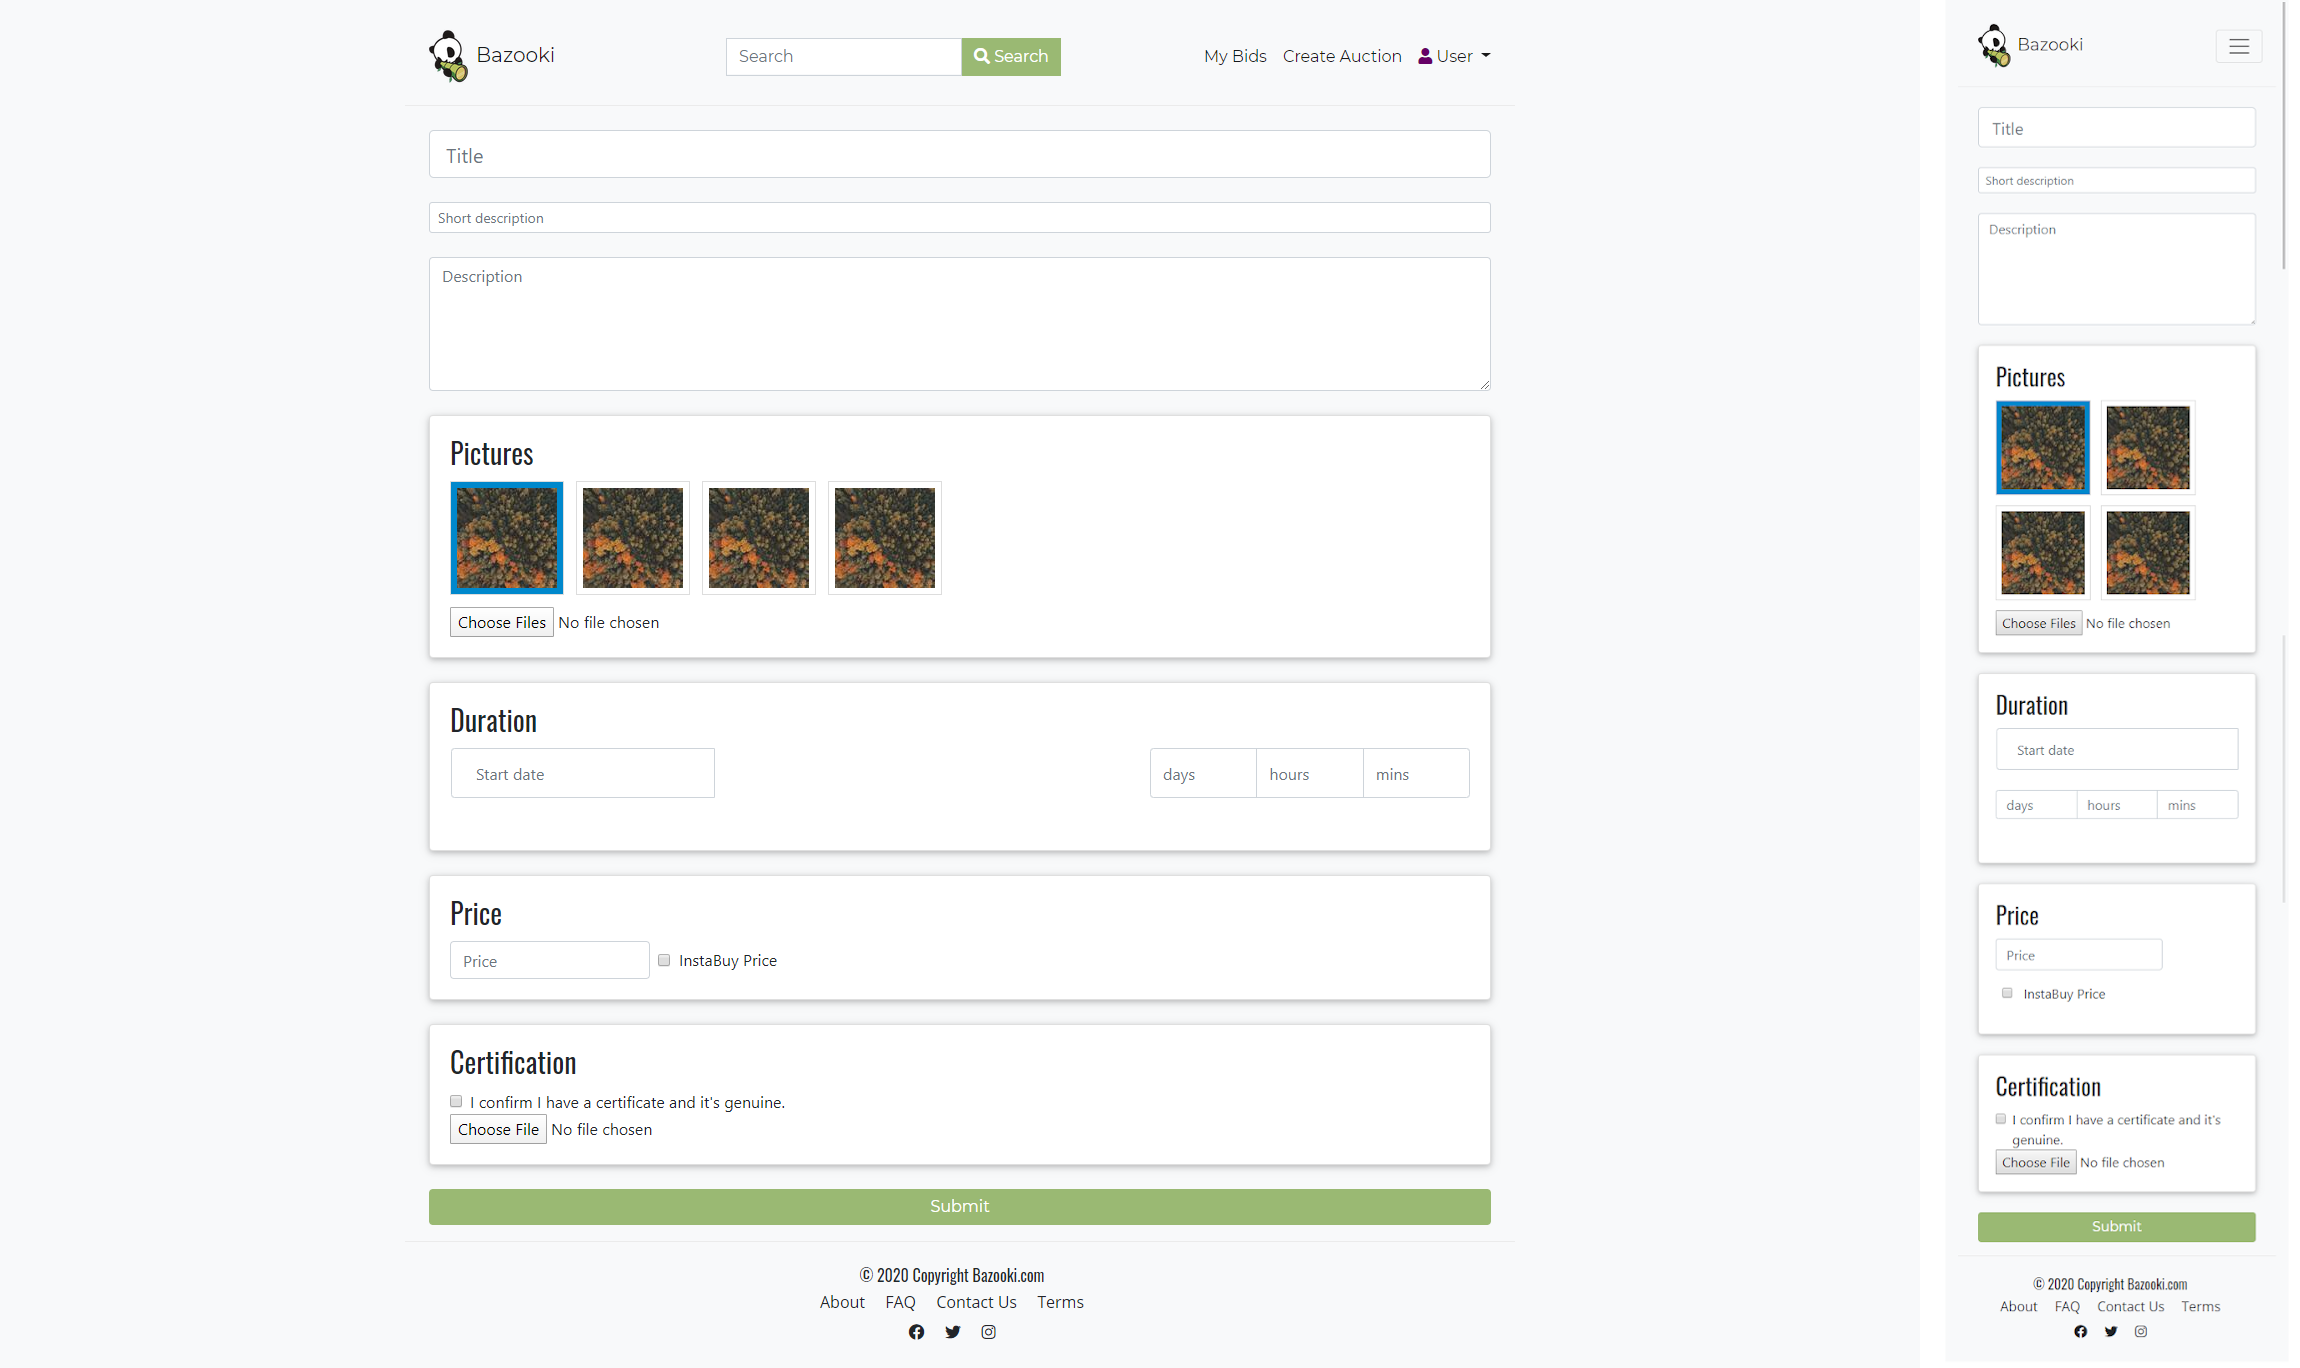 Bazooki
Search
Search
My Bids
Create Auction
User
Title
Short description
Description
Pictures
Choose Files No file chosen
Duration
Start date
days
hours
mins
Price
Price
InstaBuy Price
Certification
I confirm I have a certificate and it's genuine.
Choose File No file chosen
Submit
© 2020 Copyright Bazooki.com
About FAQ Contact Us Terms
Bazooki
Title
Short description
Description
Pictures
Choose Files No file chosen
Duration
Start date
days
hours
mins
Price
Price
InstaBuy Price
Certification
I confirm I have a certificate and it's
genuine.
Choose File No file chosen
Submit
© 2020 Copyright Bazooki.com
About FAQ Contact Us Terms